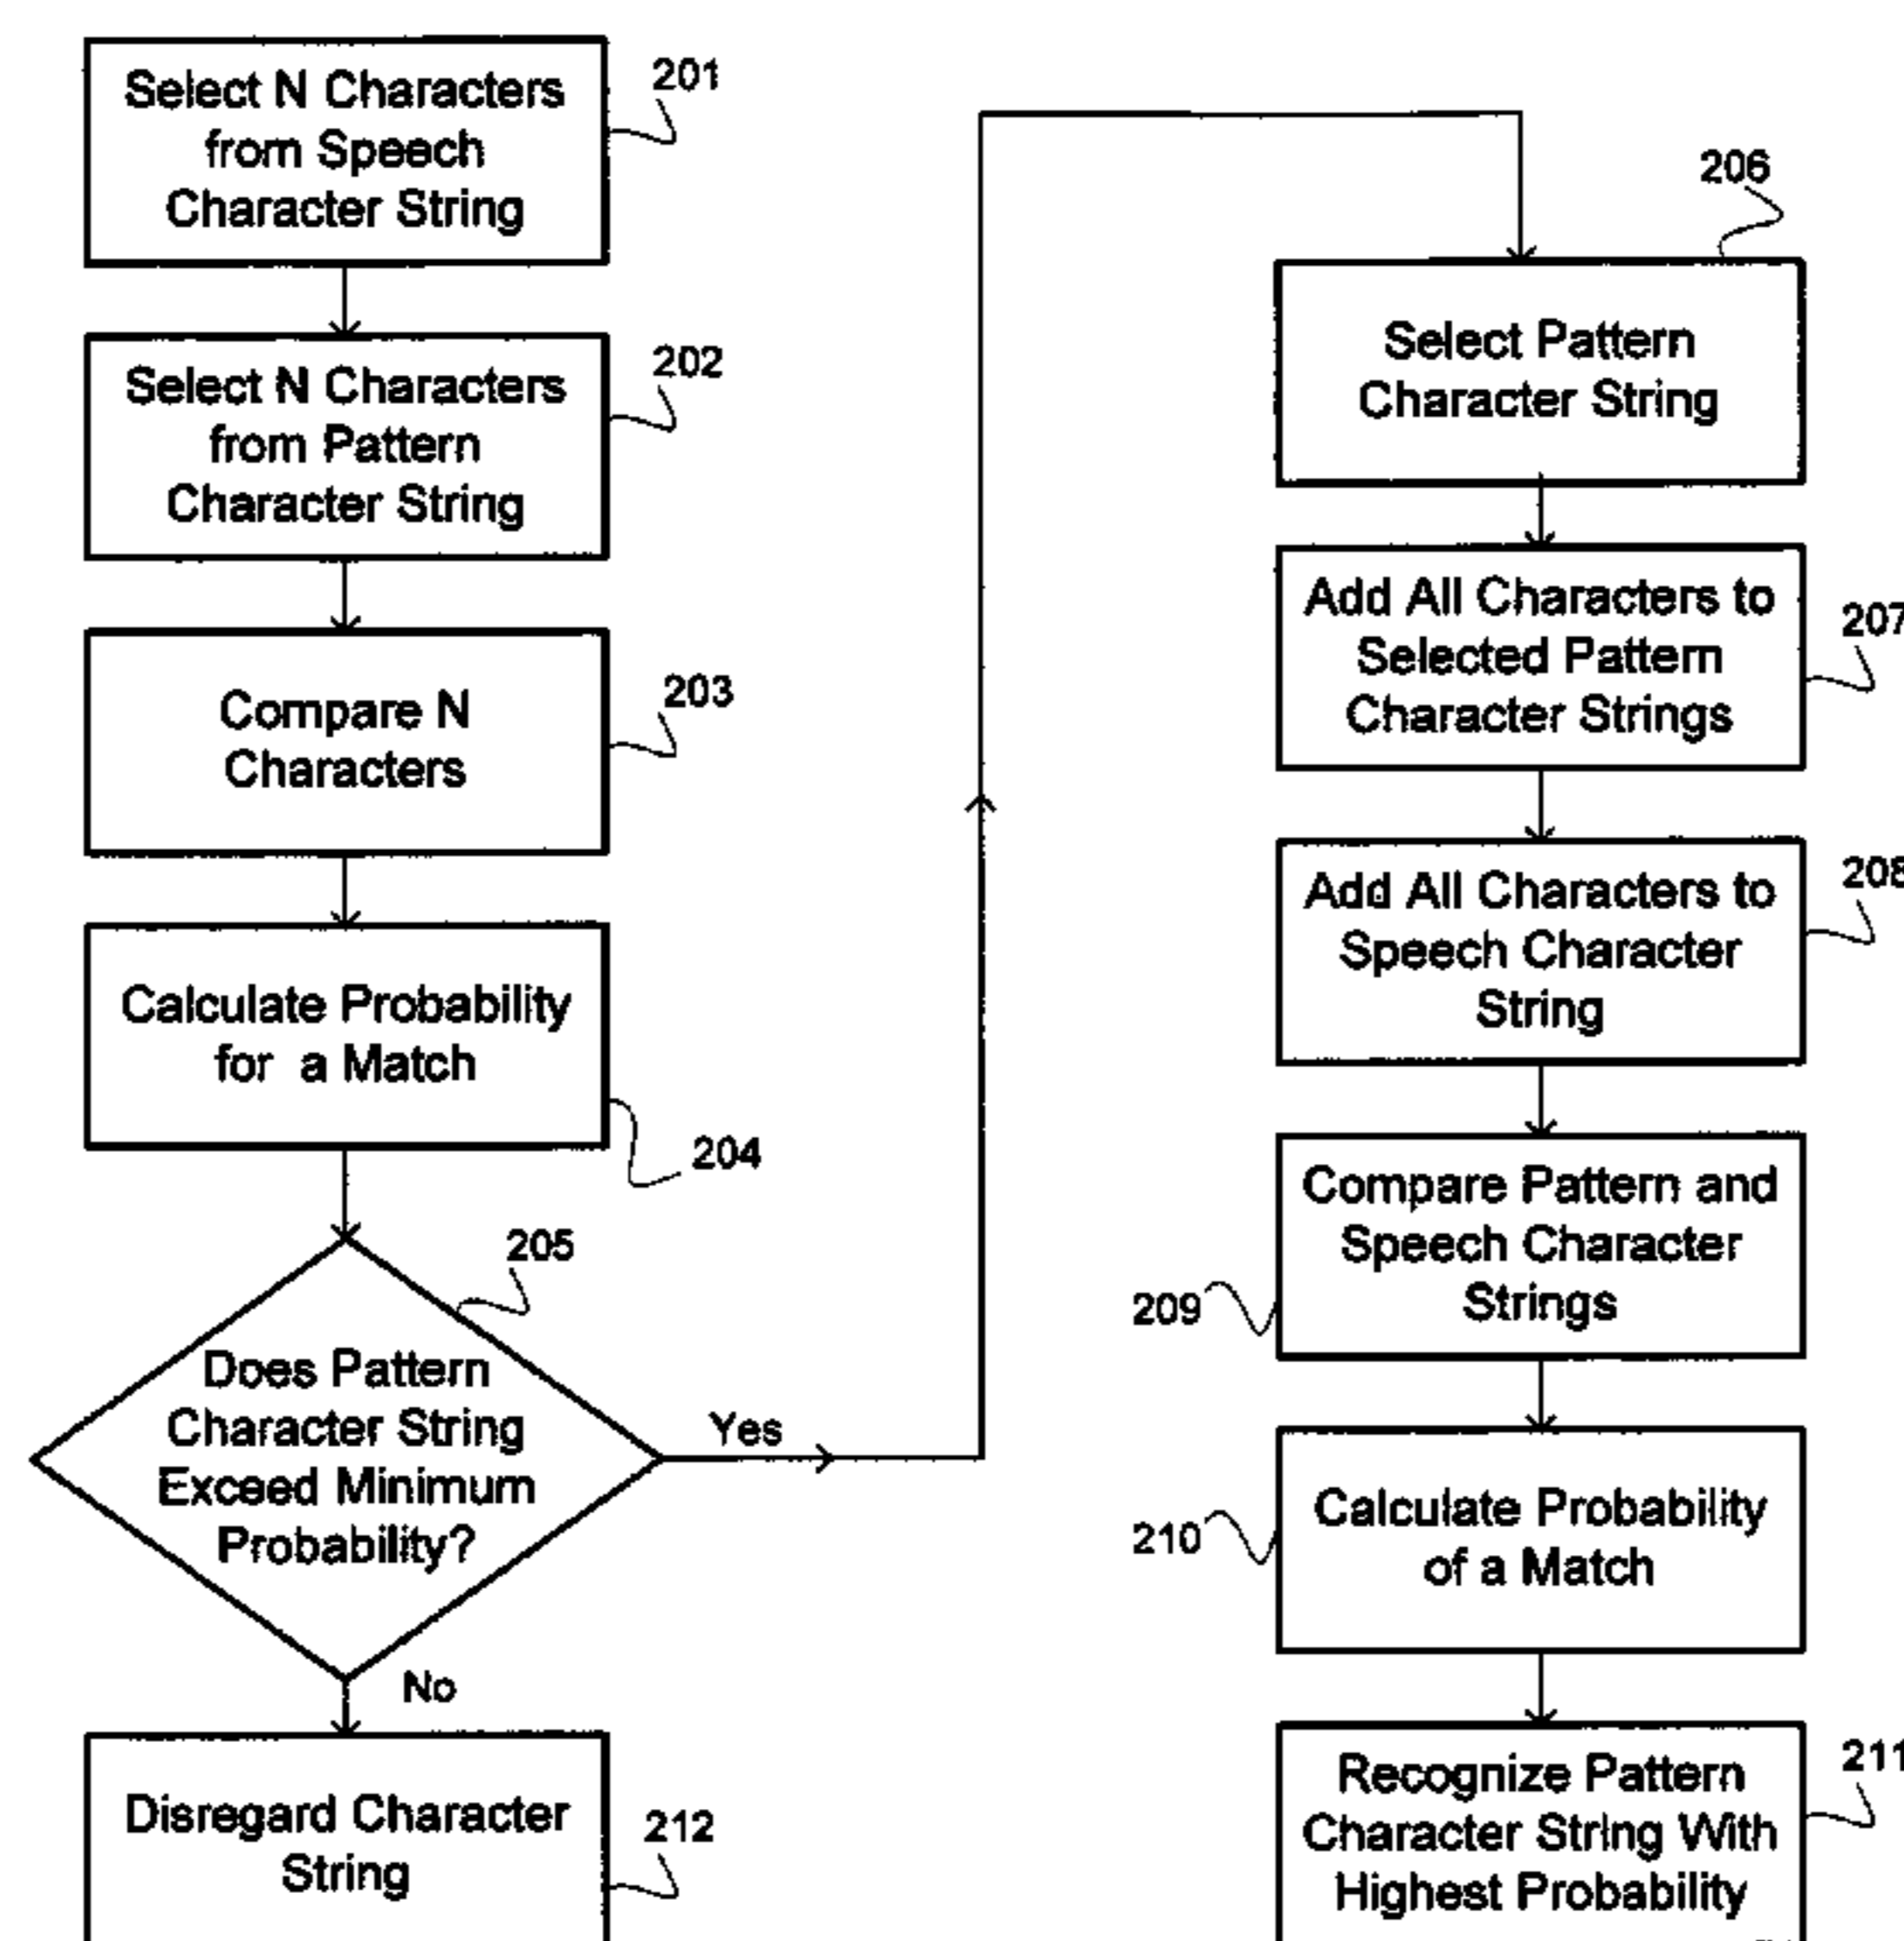 Select N Characters
from Speech
Character String
201
Select N Characters
from Pattern
Character String
202
Compare N
Characters
203
Calculate Probability
for a Match
204
205
Does Pattern
Character String
Exceed Minimum
Probability?
Yes
No
Disregard Character
String
212
206
Select Pattern
Character String
Add All Characters to
Selected Pattern
Character Strings
207
Add All Characters to
Speech Character
String
208
Compare Pattern and
Speech Character
Strings
209
Calculate Probability
of a Match
210
Recognize Pattern
Character String With
Highest Probability
211